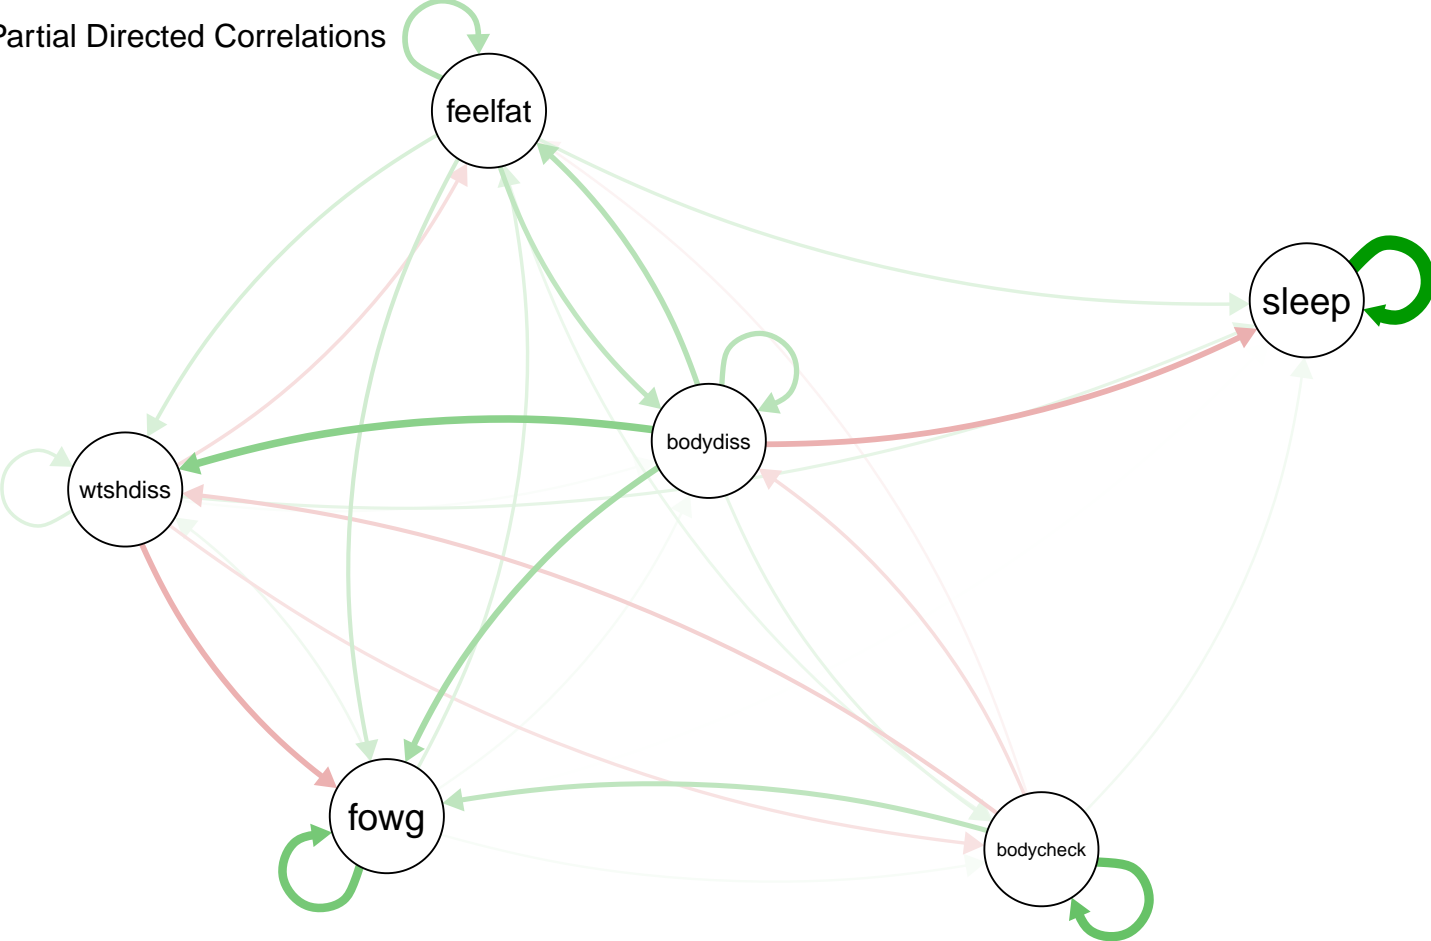 Partial Directed Correlations
feelfat
sleep
bodydiss
wtshdiss
fowg
bodycheck